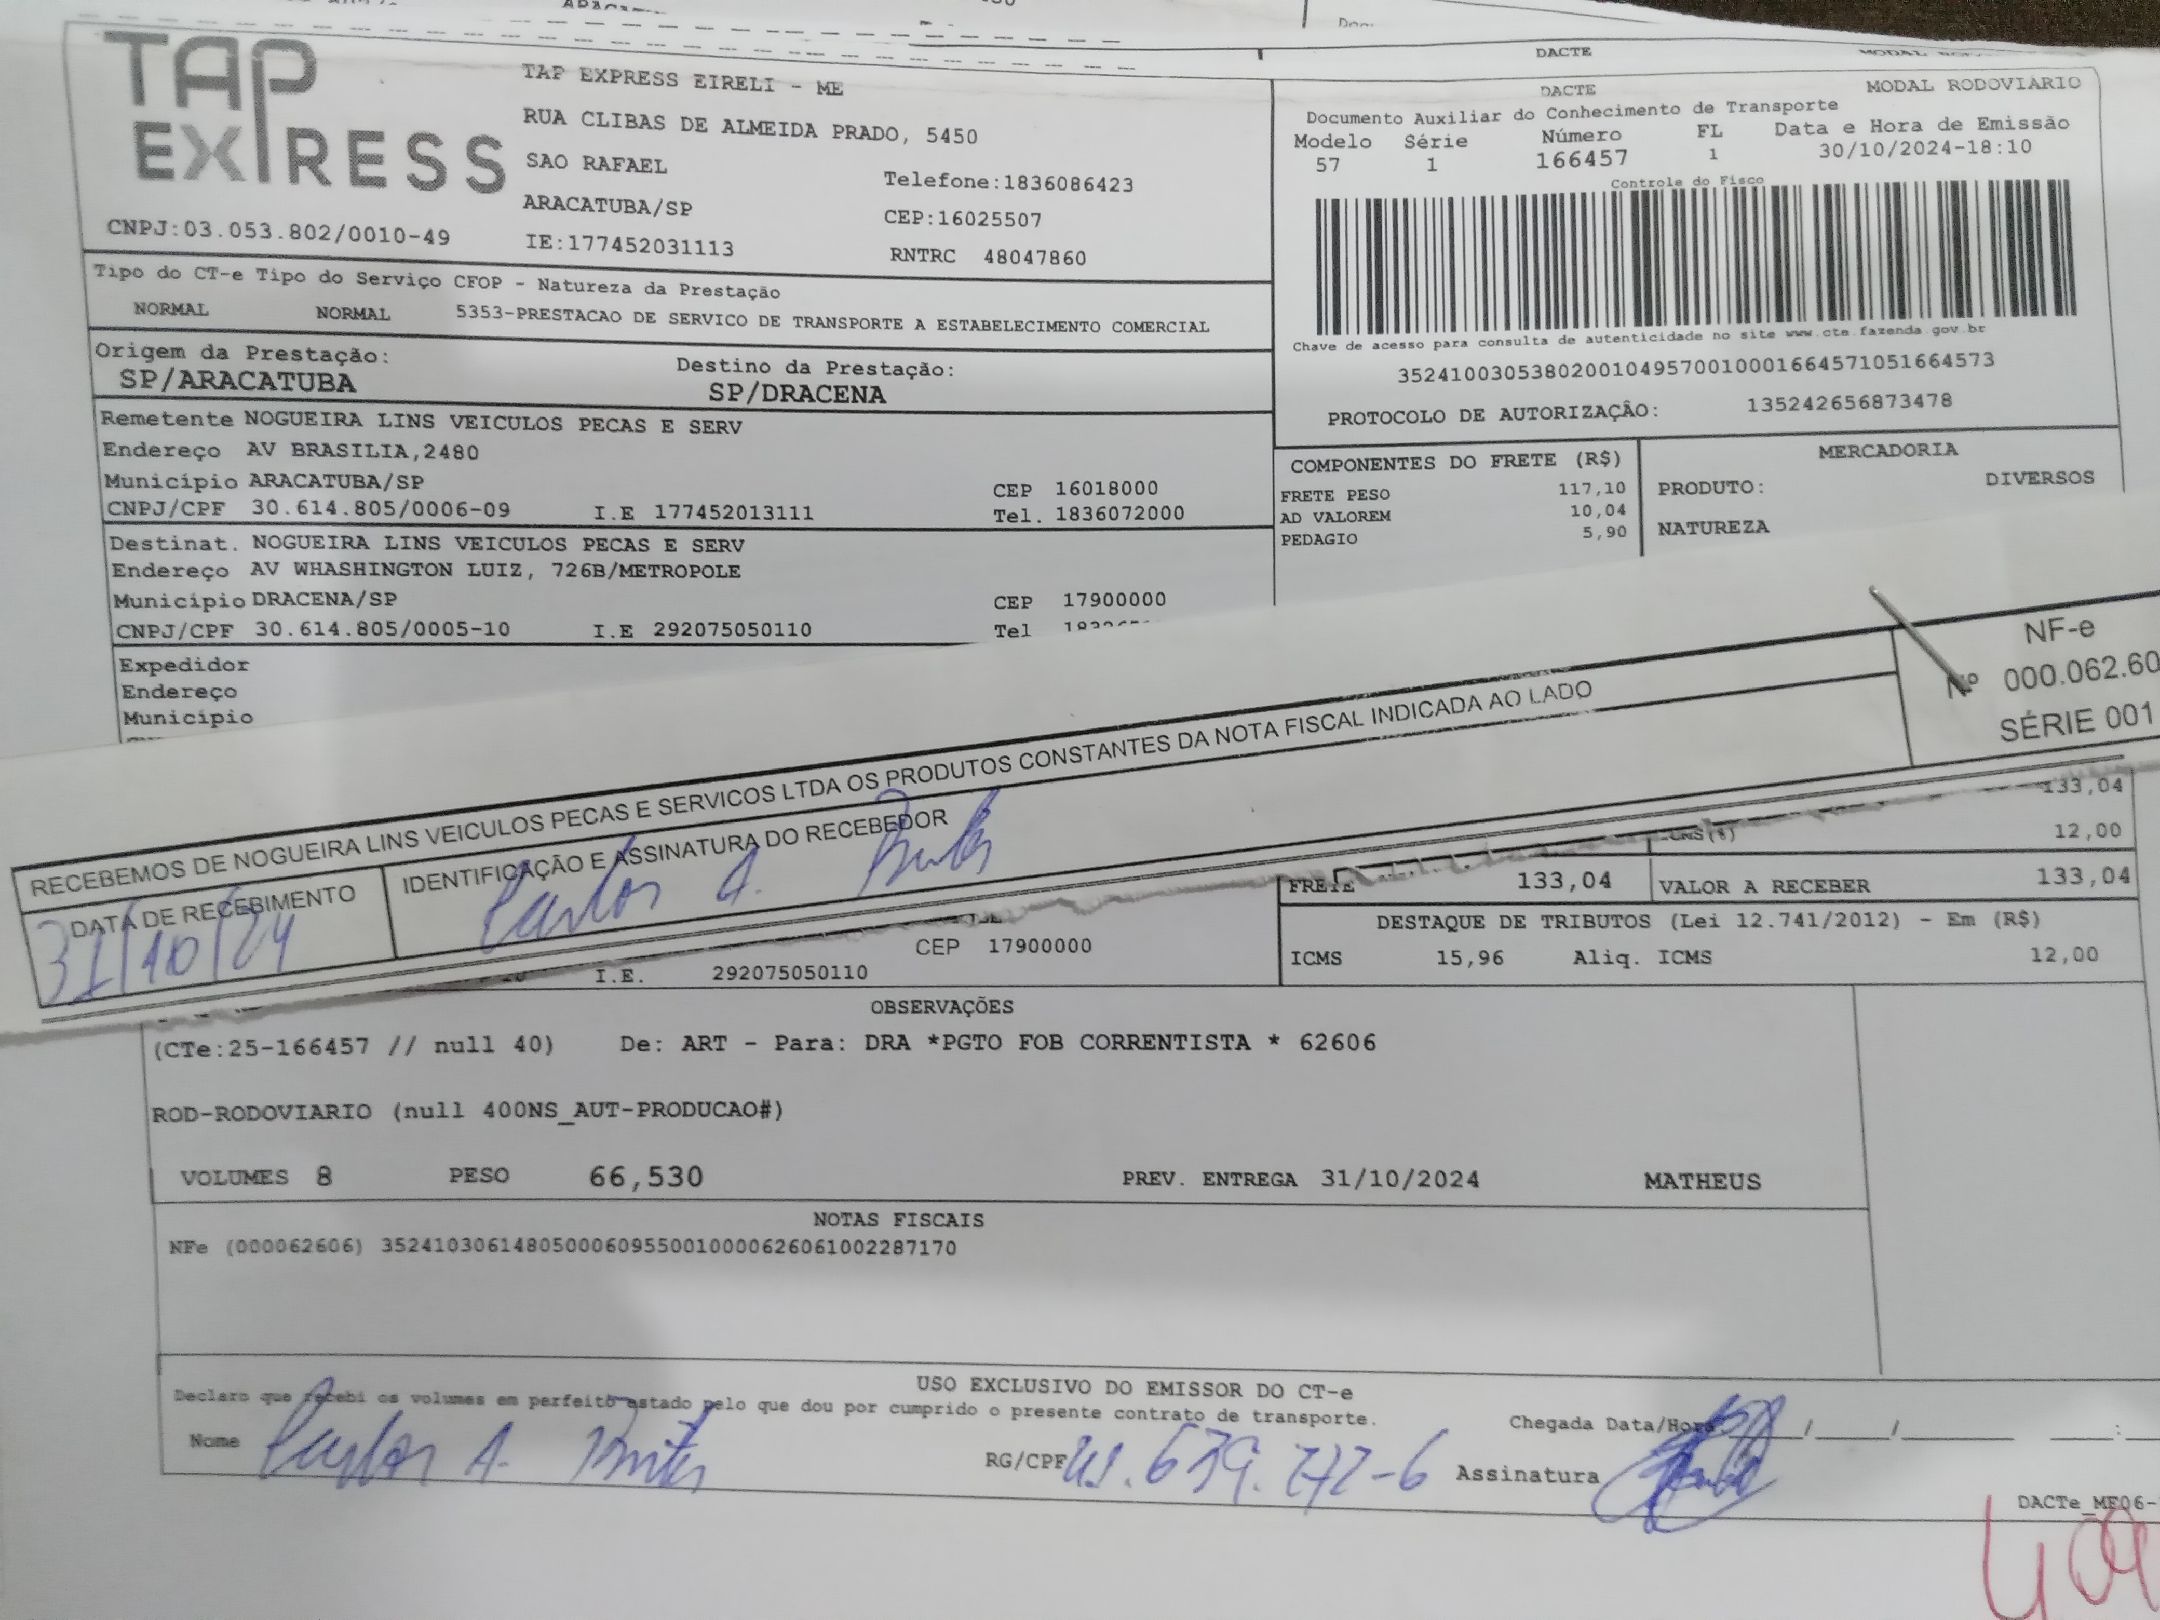 TAP EXPRESS
TAP EXPRESS EIRELI - ME
RUA CLIBAS DE ALMEIDA PRADO, 5450
SAO RAFAEL
Telefone:1836086423
ARACATUBA/SP
CEP:16025507
CNPJ:03.053.802/0010-49
IE:177452031113
RNTRC 48047860
DACTE
DACTE MODAL RODOVIARIO
Documento Auxiliar do Conhecimento de Transporte
Modelo Série Número FL Data e Hora de Emissão
57 1 166457 1 30/10/2024-18:10
Controle do Fisco
Chave de acesso para consulta de autenticidade no site www.cte.fazenda.gov.br
35241003053802001049570010001664571051664573
PROTOCOLO DE AUTORIZAÇÃO: 135242656873478
Tipo do CT-e Tipo do Serviço CFOP - Natureza da Prestação
NORMAL NORMAL 5353-PRESTACAO DE SERVICO DE TRANSPORTE A ESTABELECIMENTO COMERCIAL
Origem da Prestação: Destino da Prestação:
SP/ARACATUBA SP/DRACENA
Remetente NOGUEIRA LINS VEICULOS PECAS E SERV
Endereço AV BRASILIA,2480
Município ARACATUBA/SP CEP 16018000
CNPJ/CPF 30.614.805/0006-09 I.E 177452013111 Tel. 1836072000
Destinat. NOGUEIRA LINS VEICULOS PECAS E SERV
Endereço AV WHASHINGTON LUIZ, 726B/METROPOLE
Município DRACENA/SP CEP 17900000
CNPJ/CPF 30.614.805/0005-10 I.E 292075050110 Tel
Expedidor
Endereço
Município
COMPONENTES DO FRETE (R$)
FRETE PESO 117,10
AD VALOREM 10,04
PEDAGIO 5,90
MERCADORIA
PRODUTO: DIVERSOS
NATUREZA
RECEBEMOS DE NOGUEIRA LINS VEICULOS PECAS E SERVICOS LTDA OS PRODUTOS CONSTANTES DA NOTA FISCAL INDICADA AO LADO
DATA DE RECEBIMENTO
31/10/24
IDENTIFICAÇÃO E ASSINATURA DO RECEBEDOR
Carlos A.
NF-e
Nº 000.062.60
SÉRIE 001
133,04
12,00
FRETE 133,04 VALOR A RECEBER 133,04
DESTAQUE DE TRIBUTOS (Lei 12.741/2012) - Em (R$)
ICMS 15,96 Aliq. ICMS 12,00
CEP 17900000
I.E. 292075050110
OBSERVAÇÕES
(CTe:25-166457 // null 40) De: ART - Para: DRA *PGTO FOB CORRENTISTA * 62606
ROD-RODOVIARIO (null 400NS_AUT-PRODUCAO#)
VOLUMES 8 PESO 66,530 PREV. ENTREGA 31/10/2024 MATHEUS
NOTAS FISCAIS
NFe (000062606) 35241030614805000609550010000626061002287170
USO EXCLUSIVO DO EMISSOR DO CT-e
Declaro que recebi os volumes em perfeito estado pelo que dou por cumprido o presente contrato de transporte.
Nome Carlos A.
RG/CPF
Chegada Data/Hora / / :
Assinatura
DACTe_ME06-